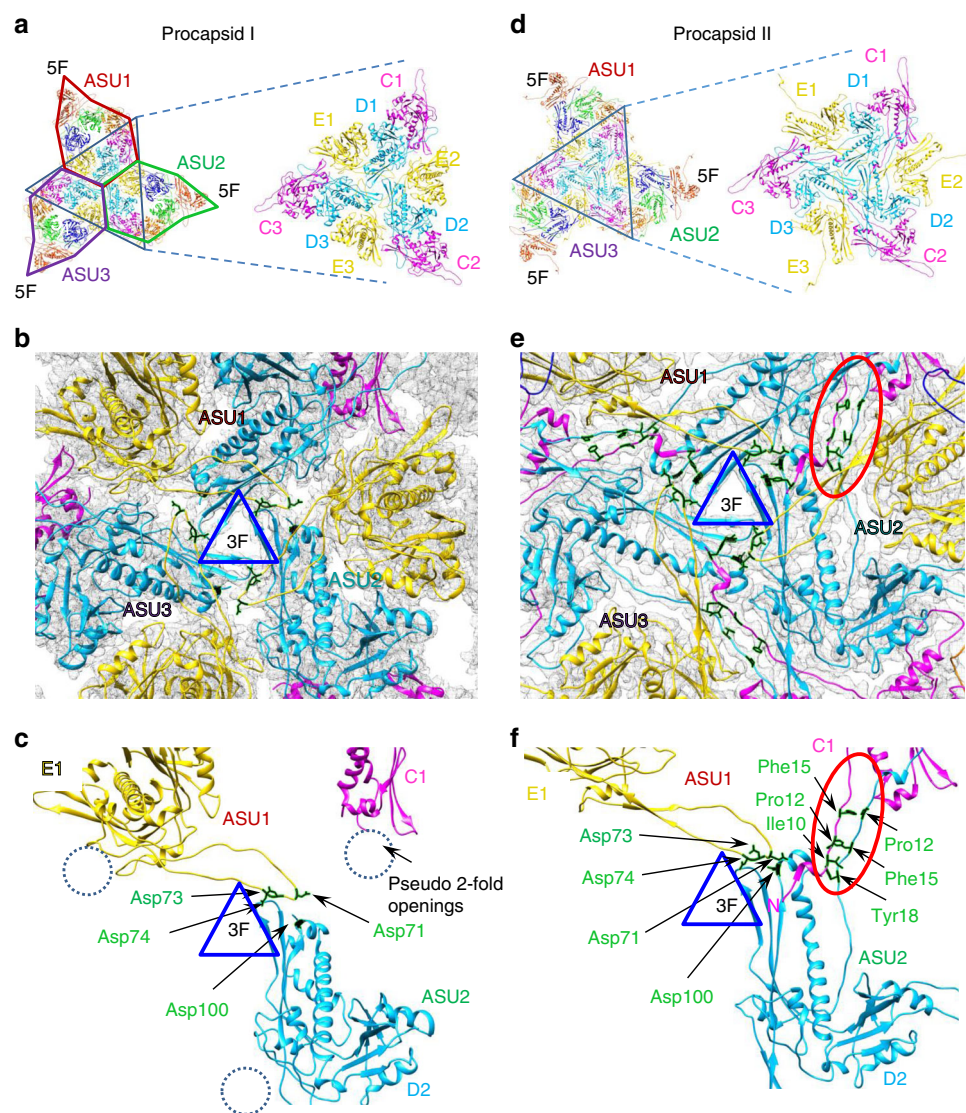 a
Procapsid I
5F
ASU1
ASU2
5F
ASU3
5F
C1
D1
E1
E2
C3
D3
D2
E3
C2
d
Procapsid II
5F
ASU1
5F
ASU2
ASU3
5F
C1
D1
E1
E2
C3
D3
D2
E3
C2
b
ASU1
3F
ASU2
ASU3
e
ASU1
3F
ASU2
ASU3
c
E1
C1
ASU1
Asp73
Pseudo 2-fold
openings
3F
Asp74
Asp71
Asp100
ASU2
D2
f
C1
E1
ASU1
Phe15
Pro12
Ile10
Asp73
Pro12
Asp74
Phe15
3F
N
Tyr18
Asp71
ASU2
Asp100
D2